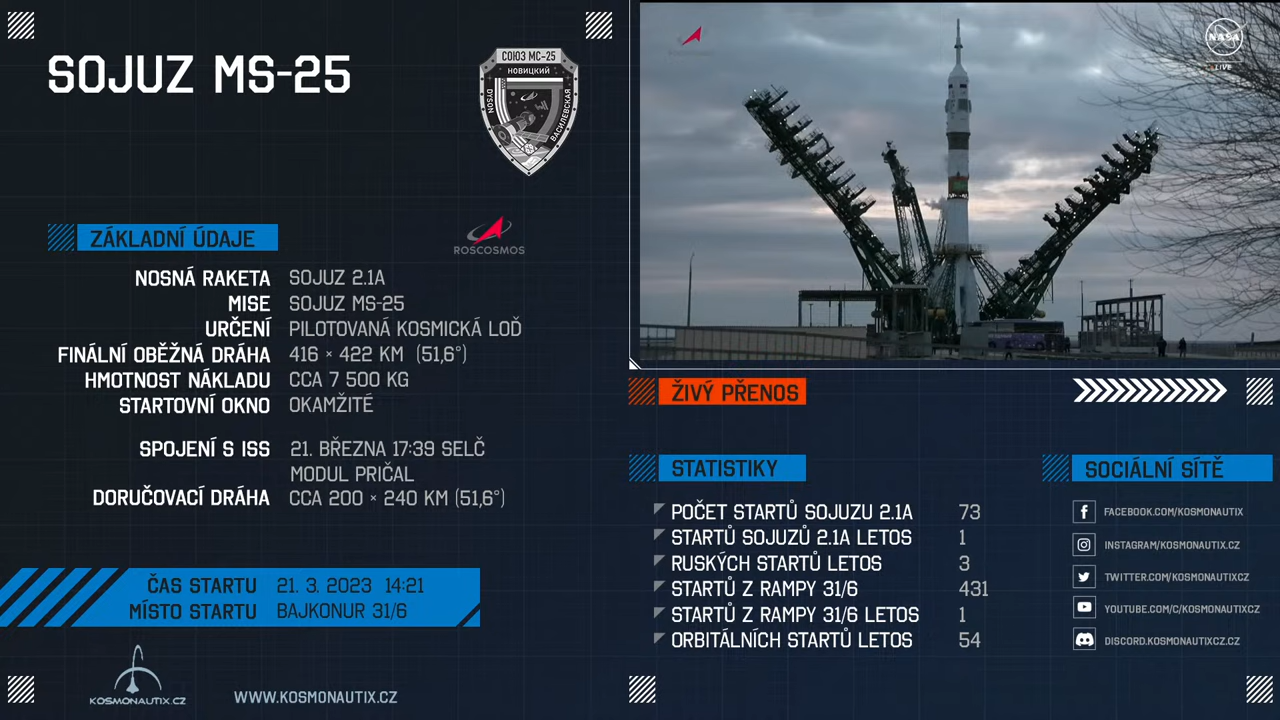 SOJUZ MS-25
СОЮЗ МС-25
НОВИЦКИЙ
DYSON
ВАСИЛЕВСКАЯ
ROSCOSMOS
ZÁKLADNÍ ÚDAJE
NOSNÁ RAKETA SOJUZ 2.1A
MISE SOJUZ MS-25
URČENÍ PILOTOVANÁ KOSMICKÁ LOĎ
FINÁLNÍ OBĚŽNÁ DRÁHA 416 × 422 KM (51,6°)
HMOTNOST NÁKLADU CCA 7 500 KG
STARTOVNÍ OKNO OKAMŽITÉ
SPOJENÍ S ISS 21. BŘEZNA 17:39 SELČ
MODUL PRIČAL
DORUČOVACÍ DRÁHA CCA 200 × 240 KM (51,6°)
ČAS STARTU 21. 3. 2023 14:21
MÍSTO STARTU BAJKONUR 31/6
KOSMONAUTIX.CZ
WWW.KOSMONAUTIX.CZ
NASA
LIVE
ŽIVÝ PŘENOS
STATISTIKY
POČET STARTŮ SOJUZU 2.1A 73
STARTŮ SOJUZŮ 2.1A LETOS 1
RUSKÝCH STARTŮ LETOS 3
STARTŮ Z RAMPY 31/6 431
STARTŮ Z RAMPY 31/6 LETOS 1
ORBITÁLNÍCH STARTŮ LETOS 54
SOCIÁLNÍ SÍTĚ
FACEBOOK.COM/KOSMONAUTIX
INSTAGRAM/KOSMONAUTIX.CZ
TWITTER.COM/KOSMONAUTIXCZ
YOUTUBE.COM/C/KOSMONAUTIXCZ
DISCORD.KOSMONAUTIXCZ.CZ